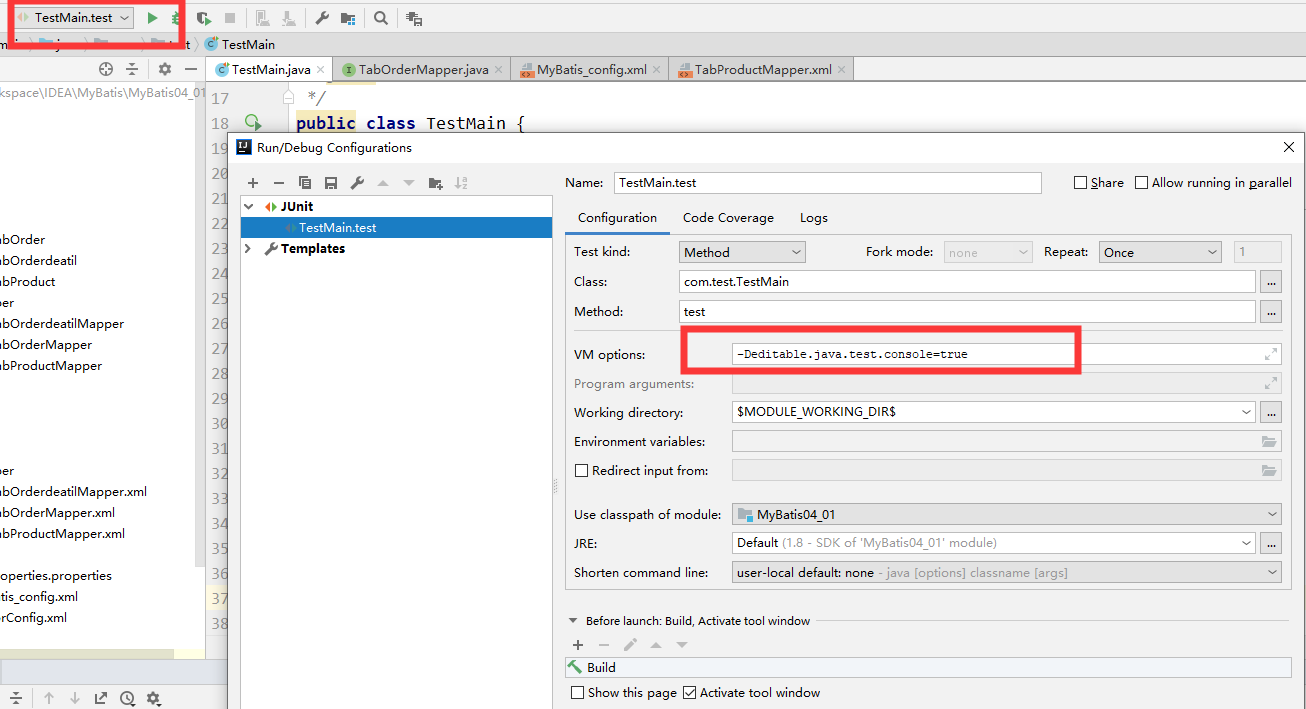 TestMain.test
TestMain
kspace\IDEA\MyBatis\MyBatis04_01
TestMain.java
TabOrderMapper.java
MyBatis_config.xml
TabProductMapper.xml
17 */
18 public class TestMain {
19
20
21
22
23
24
25
26
27
28
29
30
31
32
33
34
35
36
37
38
abOrder
abOrderdeatil
abProduct
per
abOrderdeatilMapper
abOrderMapper
abProductMapper
per
abOrderdeatilMapper.xml
abOrderMapper.xml
abProductMapper.xml
operties.properties
tis_config.xml
orConfig.xml
Run/Debug Configurations
JUnit
TestMain.test
Templates
Name: TestMain.test
Share
Allow running in parallel
Configuration
Code Coverage
Logs
Test kind: Method
Fork mode: none
Repeat: Once 1
Class: com.test.TestMain ...
Method: test ...
VM options: -Deditable.java.test.console=true
Program arguments:
Working directory: $MODULE_WORKING_DIR$ ...
Environment variables:
Redirect input from:
Use classpath of module: MyBatis04_01
JRE: Default (1.8 - SDK of 'MyBatis04_01' module) ...
Shorten command line: user-local default: none - java [options] classname [args]
Before launch: Build, Activate tool window
Build
Show this page
Activate tool window